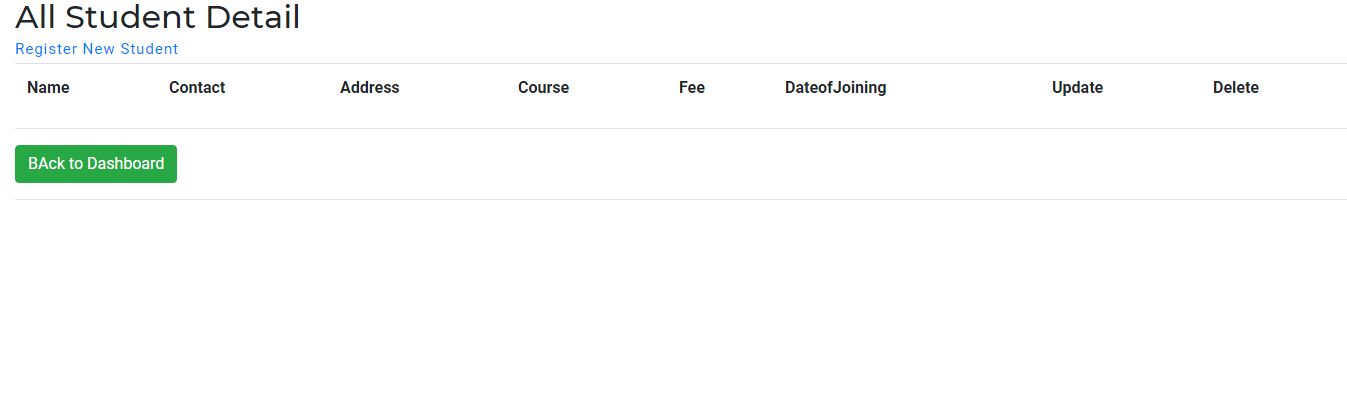 All Student Detail
Register New Student
Name Contact Address Course Fee DateofJoining Update Delete
BAck to Dashboard